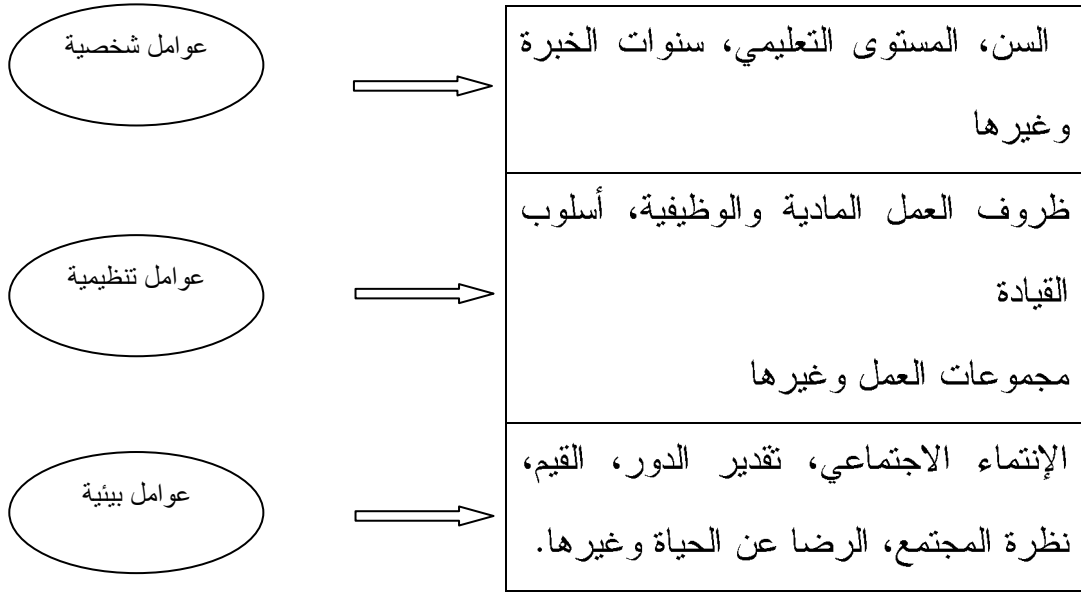 عوامل شخصية
السن، المستوى التعليمي، سنوات الخبرة
وغيرها
عوامل تنظيمية
ظروف العمل المادية والوظيفية، أسلوب
القيادة
مجموعات العمل وغيرها
عوامل بيئية
الإنتماء الاجتماعي، تقدير الدور، القيم،
نظرة المجتمع، الرضا عن الحياة وغيرها.